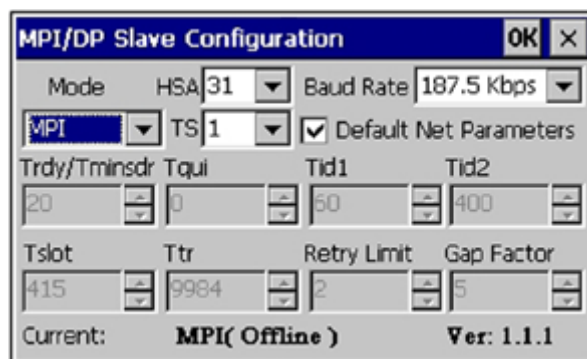 MPI/DP Slave Configuration OK ×
Mode HSA 31 Baud Rate 187.5 Kbps
MPI TS 1 Default Net Parameters
Trdy/Tminsdr Tqui Tid1 Tid2
20 0 60 400
Tslot Ttr Retry Limit Gap Factor
415 9984 2 5
Current: MPI( Offline ) Ver: 1.1.1